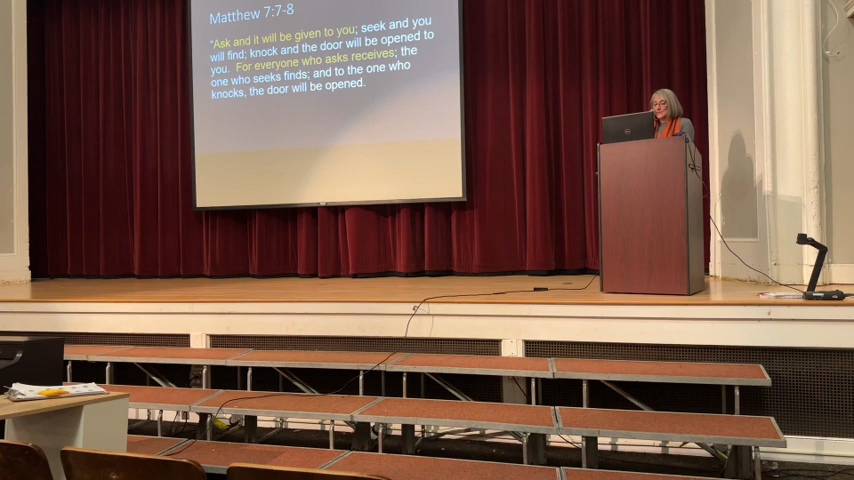 Matthew 7:7-8
"Ask and it will be given to you; seek and you
will find; knock and the door will be opened to
you. For everyone who asks receives; the
one who seeks finds; and to the one who
knocks, the door will be opened.
DELL